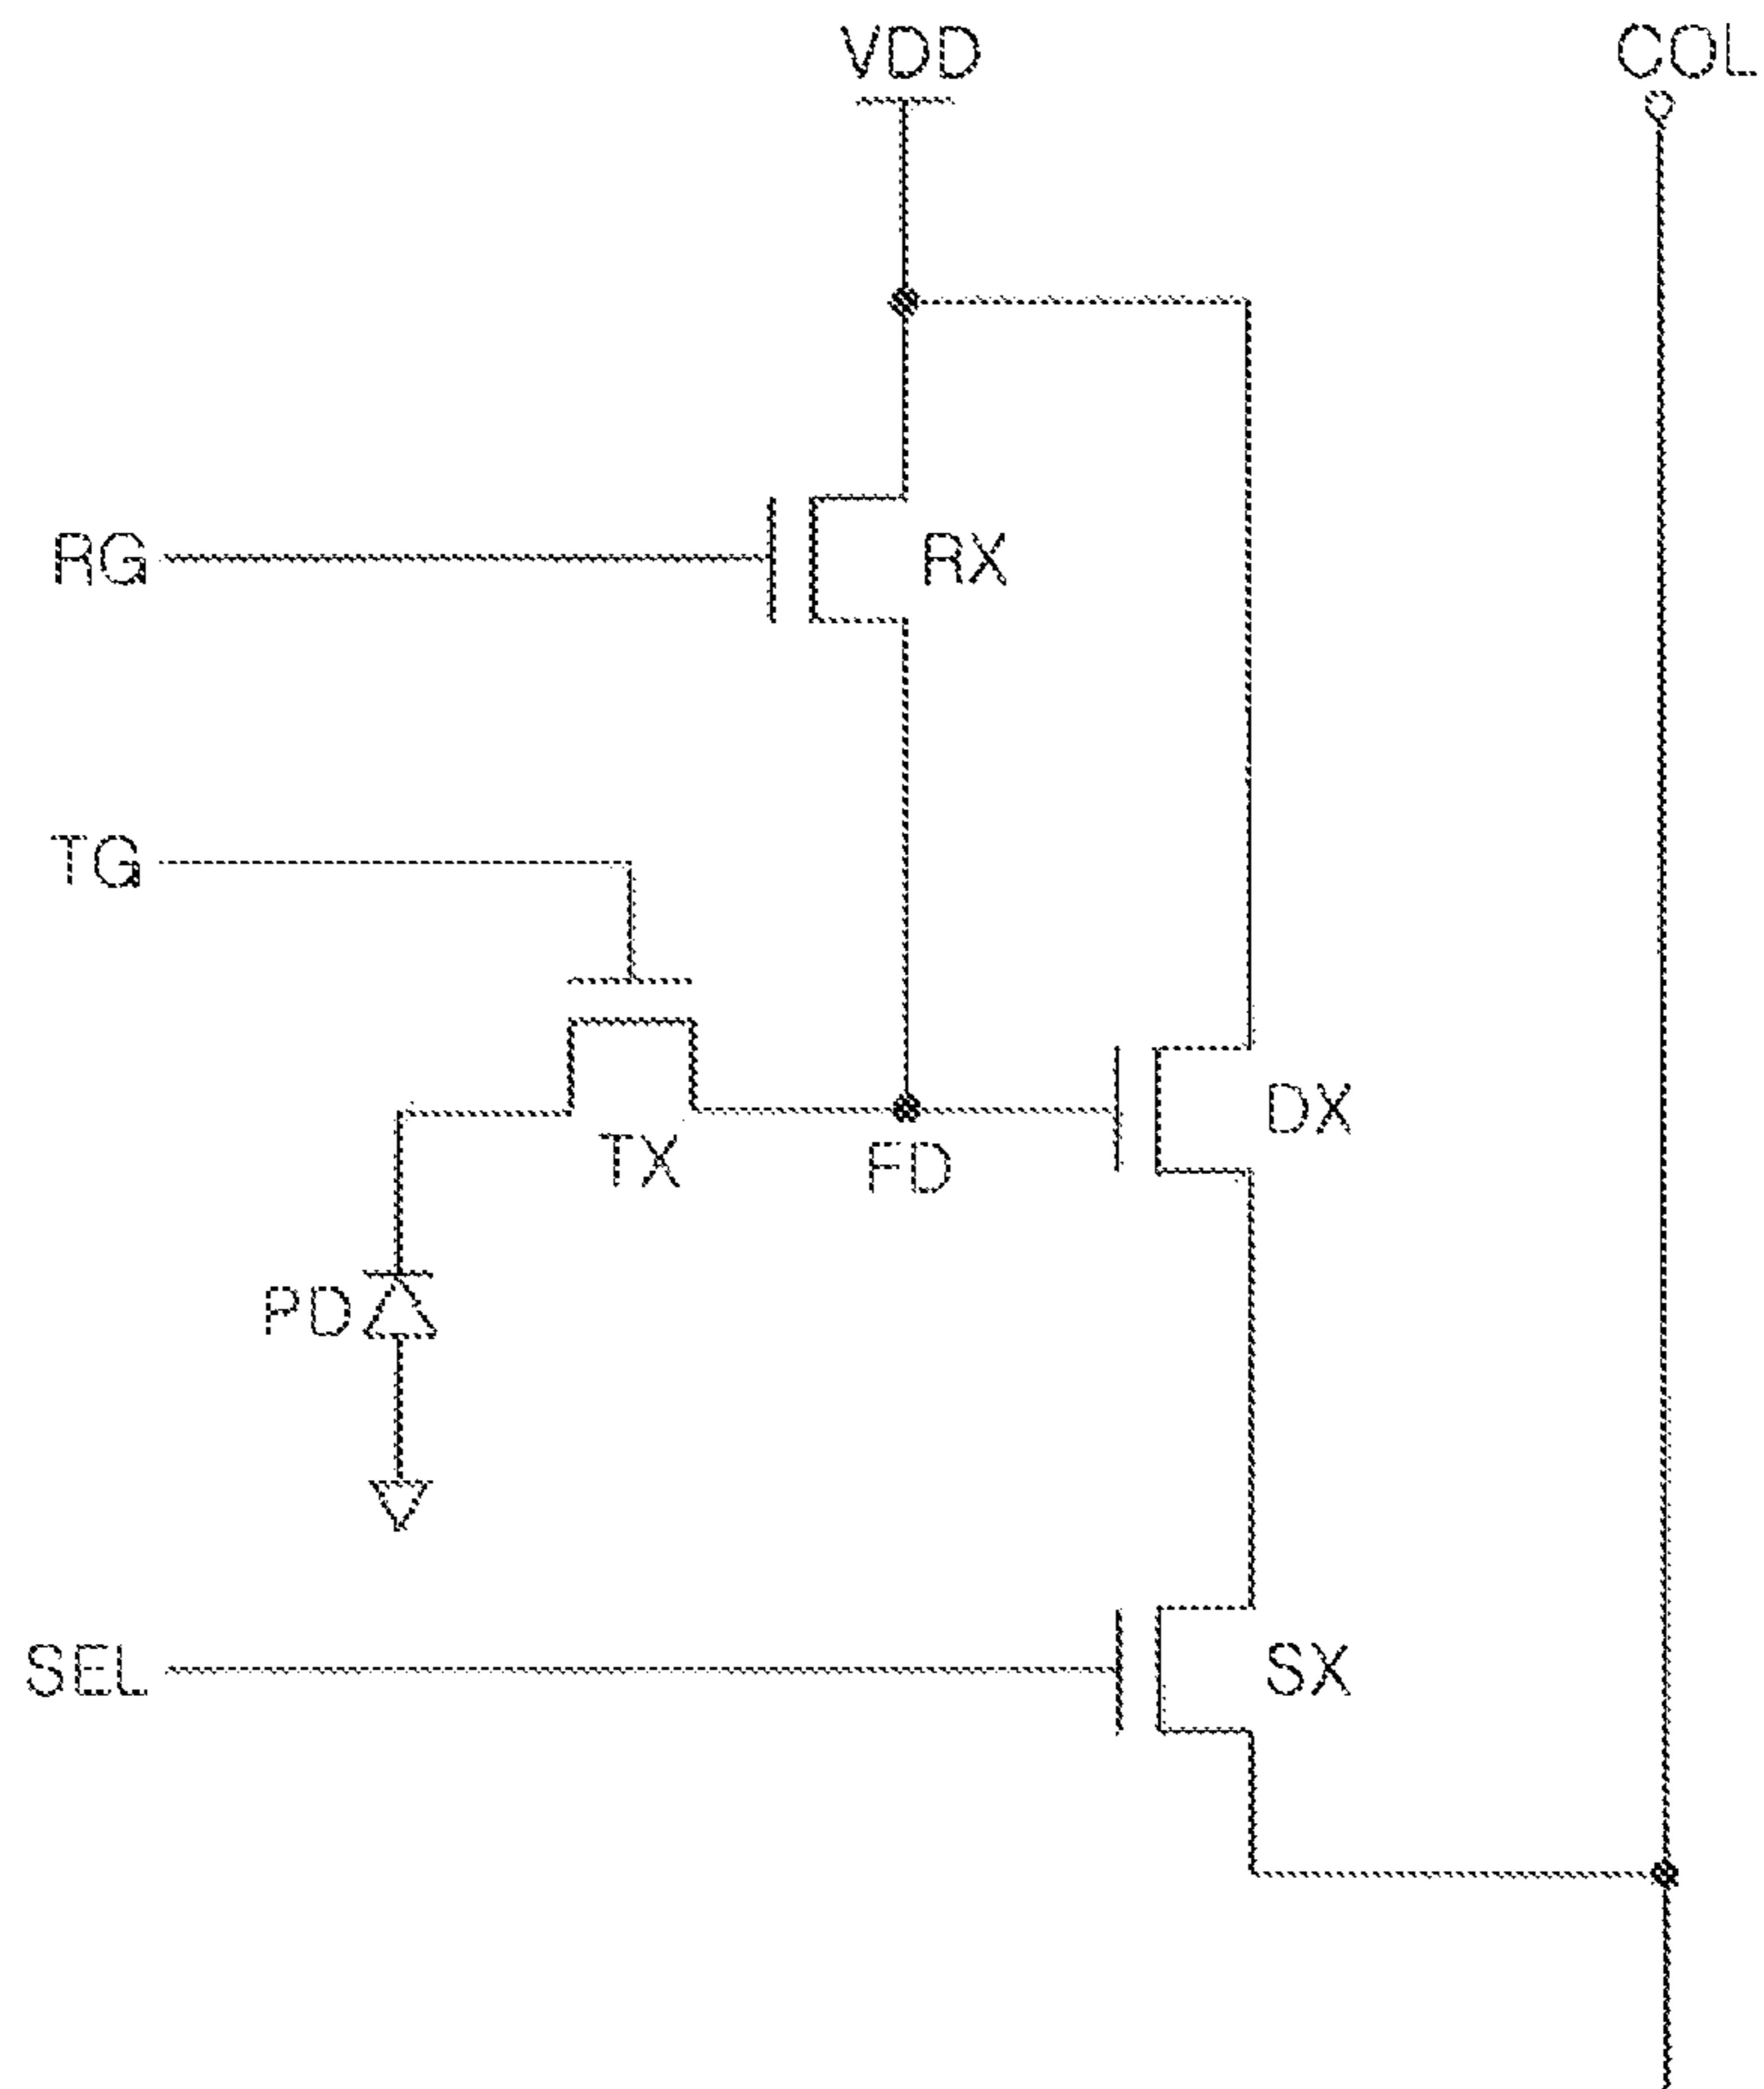 VDD
COL
RG
RX
TG
DX
TX
FD
PD
SEL
SX